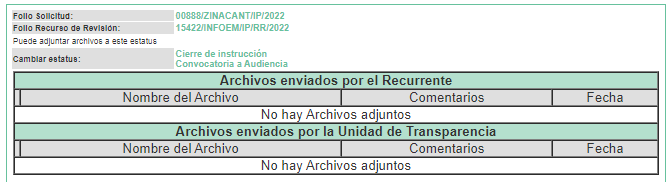 Folio Solicitud: 00888/ZINACANT/IP/2022
Folio Recurso de Revisión: 15422/INFOEM/IP/RR/2022
Puede adjuntar archivos a este estatus
Cambiar estatus: Cierre de instrucción
Convocatoria a Audiencia
Archivos enviados por el Recurrente
Nombre del Archivo Comentarios Fecha
No hay Archivos adjuntos
Archivos enviados por la Unidad de Transparencia
Nombre del Archivo Comentarios Fecha
No hay Archivos adjuntos